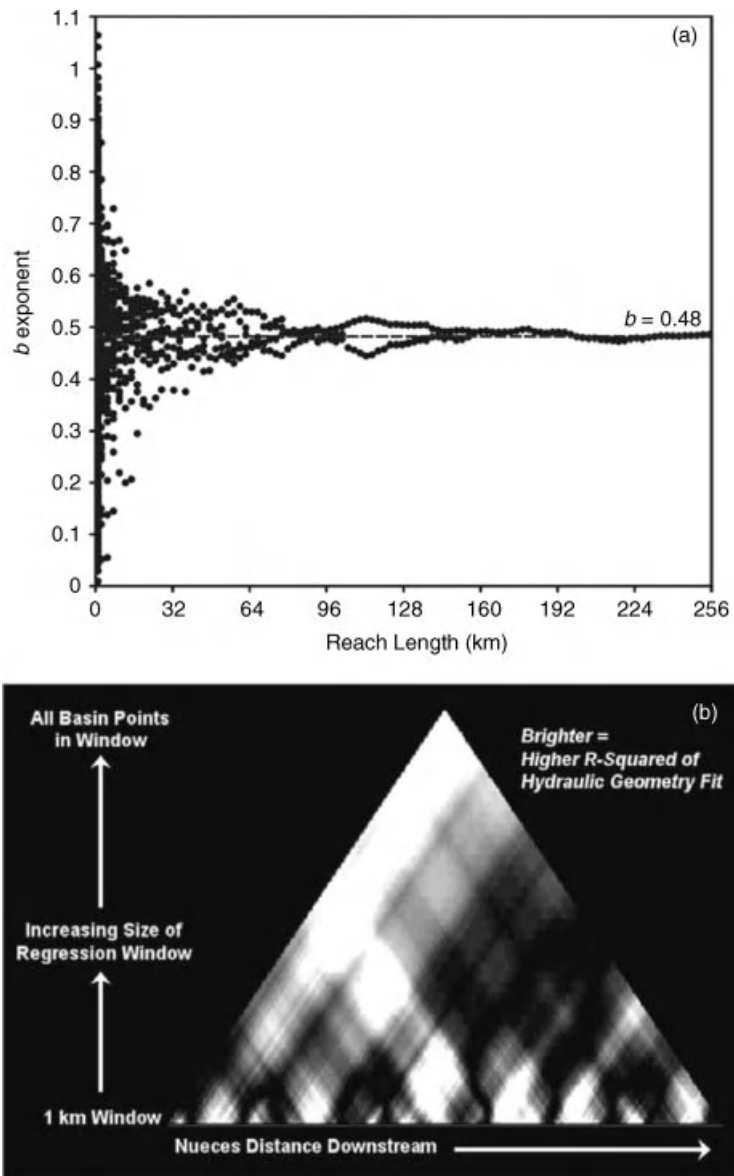 (a)
1.1
1
0.9
0.8
0.7
0.6
0.5
0.4
0.3
0.2
0.1
0
b exponent
b = 0.48
0 32 64 96 128 160 192 224 256
Reach Length (km)
(b)
All Basin Points
in Window
Brighter =
Higher R-Squared of
Hydraulic Geometry Fit
Increasing Size of
Regression Window
1 km Window
Nueces Distance Downstream